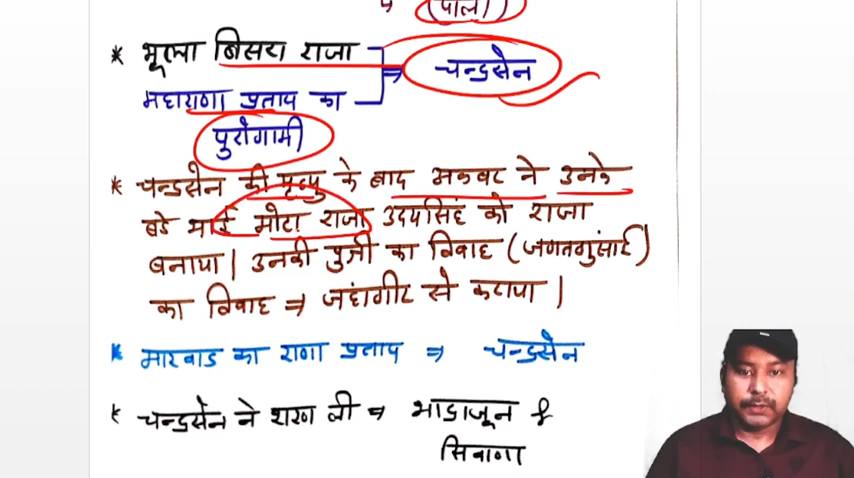 (पाली)
* भूला बिसरा राजा
⇒ चन्द्रसेन
महाराणा प्रताप का
पुरोगामी
* चन्द्रसेन की मृत्यु के बाद अकबर ने उनके
बडे भाई मोटा राजा उदयसिंह को राजा
बनाया | उनकी पुत्री का विवाह (जगतगुंसाई)
का विवाह ⇒ जहांगीर से कराया |
* मारवाड का राणा प्रताप ⇒ चन्द्रसेन
* चन्द्रसेन ने शरण ली ⇒ भाद्राजून &
सिवाणा